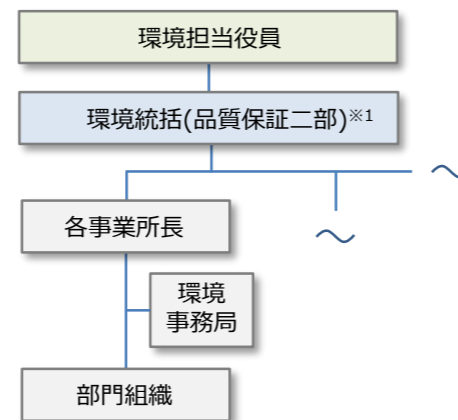 環境担当役員
環境統括(品質保証二部)※1
各事業所長
環境
事務局
部門組織